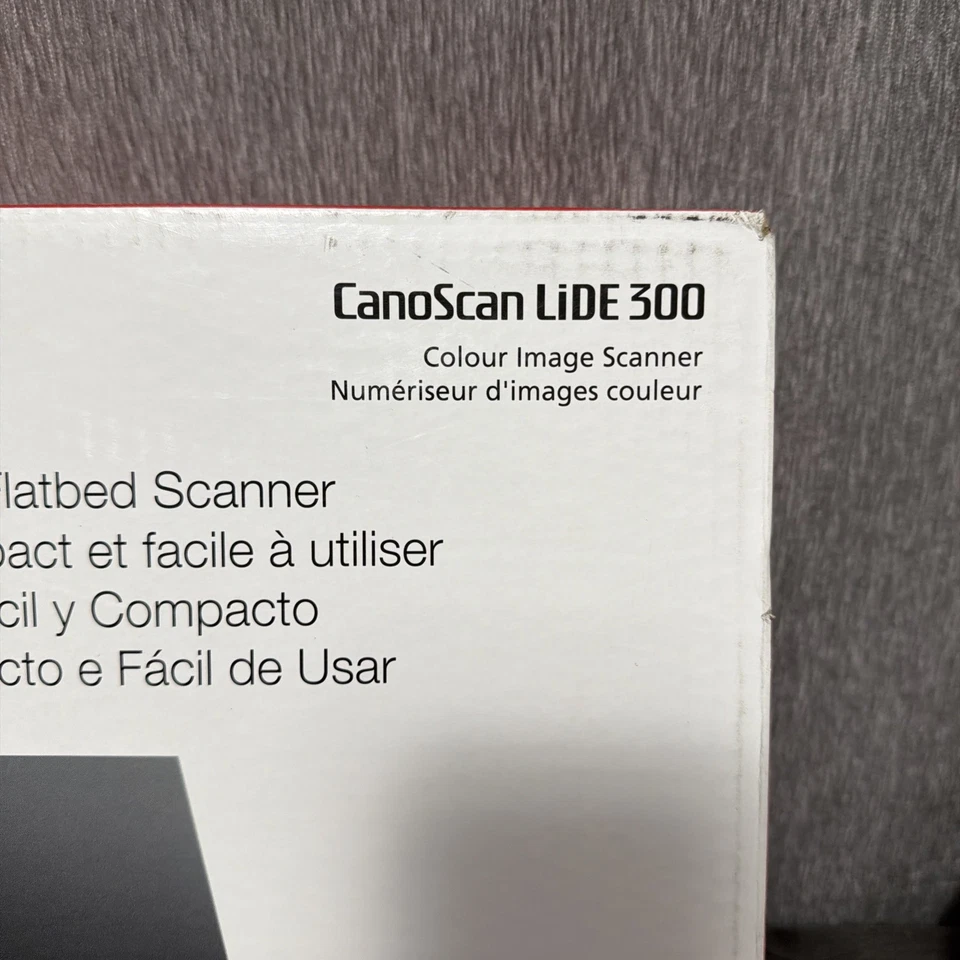 CanoScan LiDE 300
Colour Image Scanner
Numériseur d'images couleur
Flatbed Scanner
pact et facile à utiliser
cil y Compacto
cto e Fácil de Usar